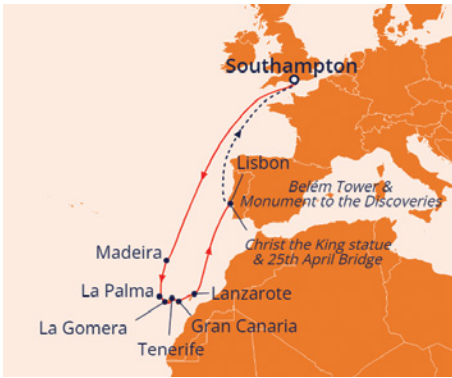 Southampton
Lisbon
Belém Tower &
Monument to the Discoveries
Christ the King statue
& 25th April Bridge
Madeira
La Palma
Lanzarote
La Gomera
Gran Canaria
Tenerife